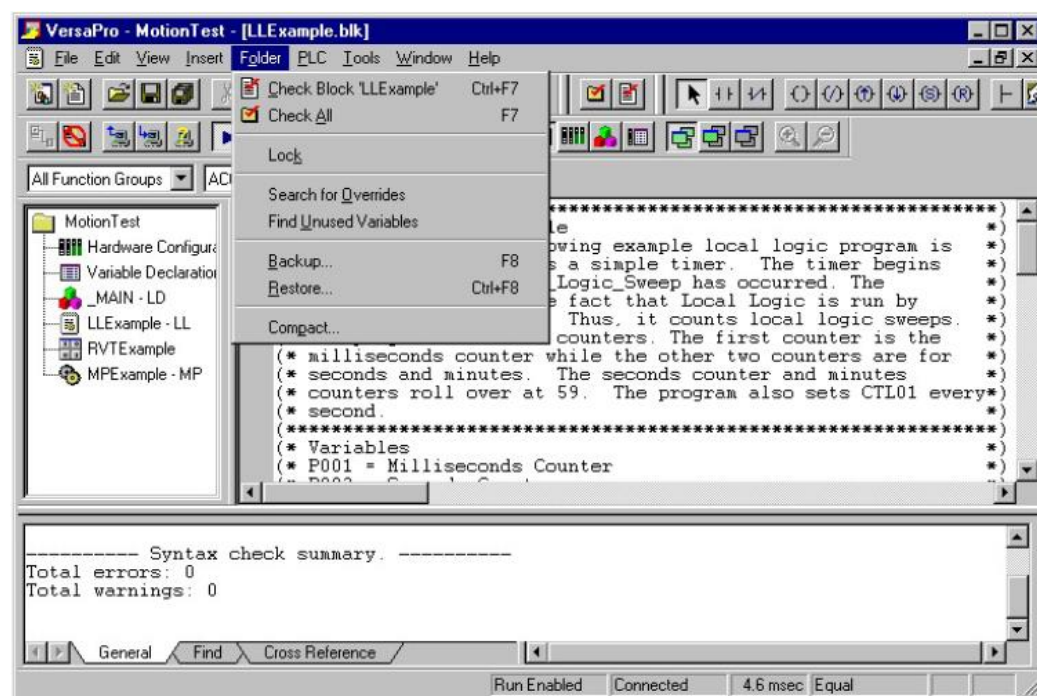 VersaPro - MotionTest - [LLExample.blk]
File Edit View Insert Folder PLC Tools Window Help
Check Block 'LLExample' Ctrl+F7
Check All F7
Lock
Search for Overrides
Find Unused Variables
Backup... F8
Restore... Ctrl+F8
Compact...
All Function Groups
MotionTest
Hardware Configura
Variable Declaration
_MAIN - LD
LLExample - LL
RVTExample
MPExample - MP
*********************************)
le *)
owing example local logic program is *)
s a simple timer. The timer begins *)
_Logic_Sweep has occurred. The *)
e fact that Local Logic is run by *)
Thus, it counts local logic sweeps. *)
counters. The first counter is the *)
(* milliseconds counter while the other two counters are for *)
(* seconds and minutes. The seconds counter and minutes *)
(* counters roll over at 59. The program also sets CTL01 every*)
(* second. *)
(***********************************************************)
(* Variables *)
(* P001 = Milliseconds Counter *)
---------- Syntax check summary. ----------
Total errors: 0
Total warnings: 0
General Find Cross Reference
Run Enabled Connected 4.6 msec Equal